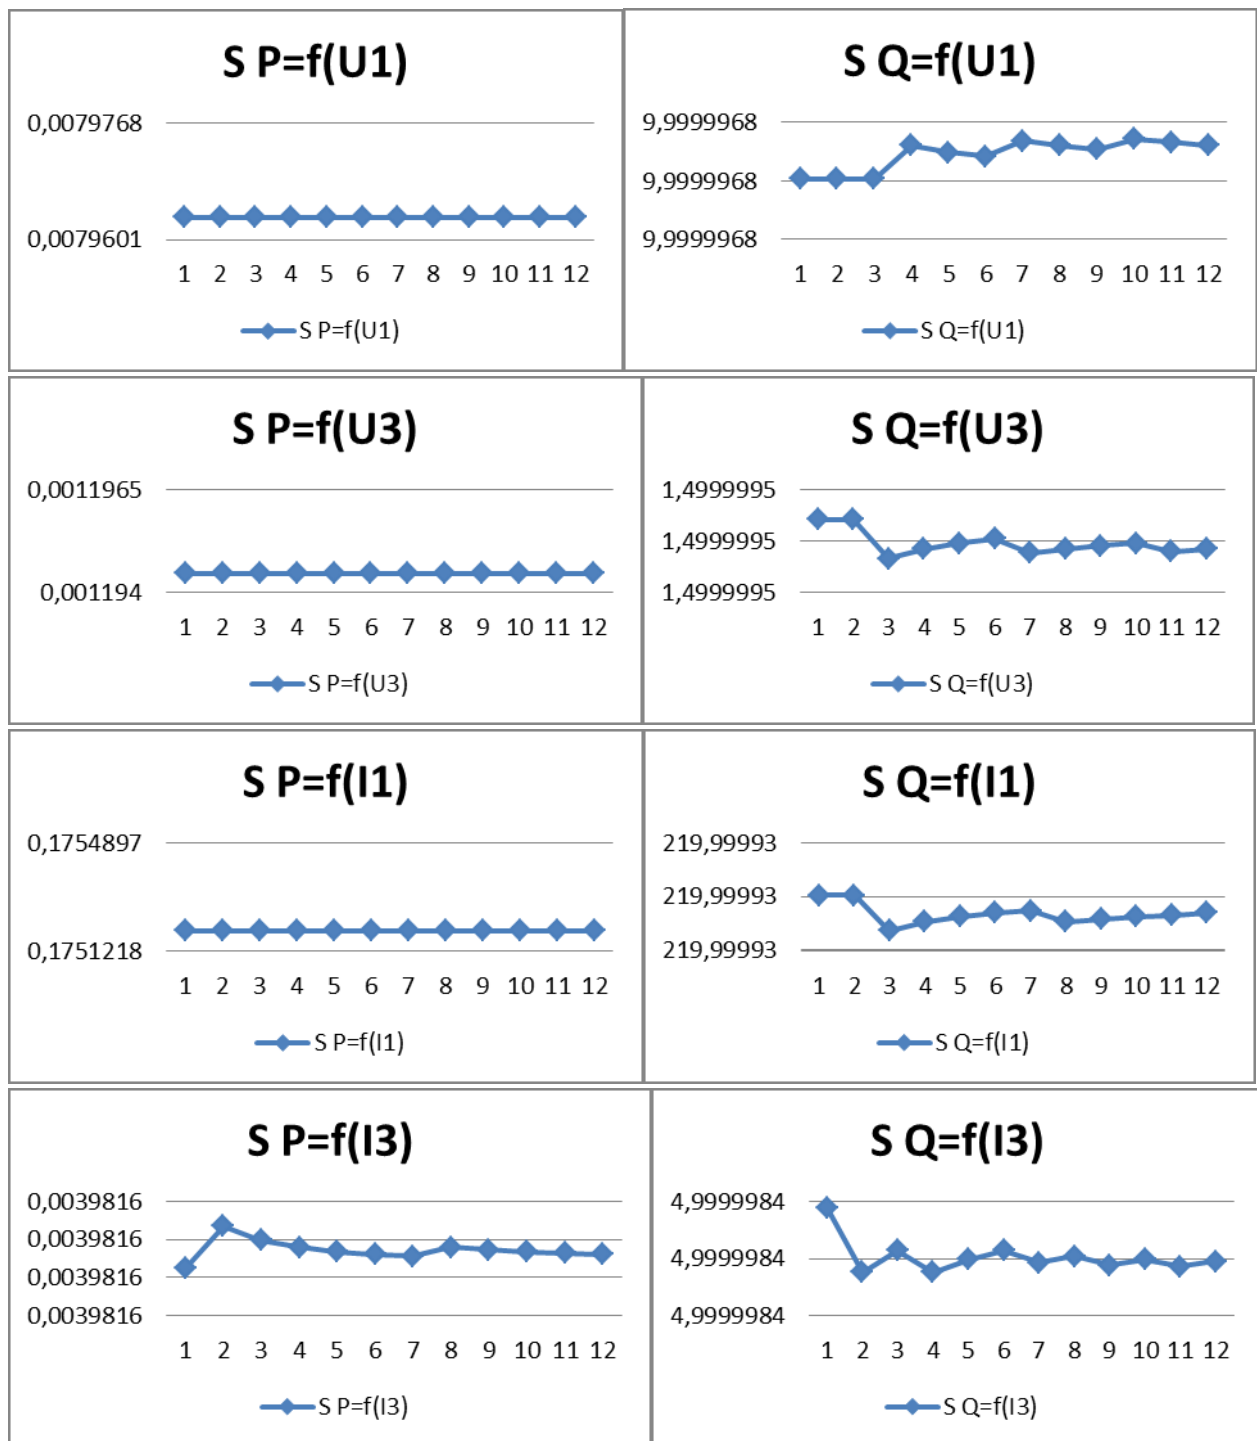 S P=f(U1)
0,0079768
0,0079601
1 2 3 4 5 6 7 8 9 10 11 12
S P=f(U1)
S Q=f(U1)
9,9999968
9,9999968
9,9999968
1 2 3 4 5 6 7 8 9 10 11 12
S Q=f(U1)
S P=f(U3)
0,0011965
0,001194
1 2 3 4 5 6 7 8 9 10 11 12
S P=f(U3)
S Q=f(U3)
1,4999995
1,4999995
1,4999995
1 2 3 4 5 6 7 8 9 10 11 12
S Q=f(U3)
S P=f(I1)
0,1754897
0,1751218
1 2 3 4 5 6 7 8 9 10 11 12
S P=f(I1)
S Q=f(I1)
219,99993
219,99993
219,99993
1 2 3 4 5 6 7 8 9 10 11 12
S Q=f(I1)
S P=f(I3)
0,0039816
0,0039816
0,0039816
0,0039816
1 2 3 4 5 6 7 8 9 10 11 12
S P=f(I3)
S Q=f(I3)
4,9999984
4,9999984
4,9999984
1 2 3 4 5 6 7 8 9 10 11 12
S Q=f(I3)